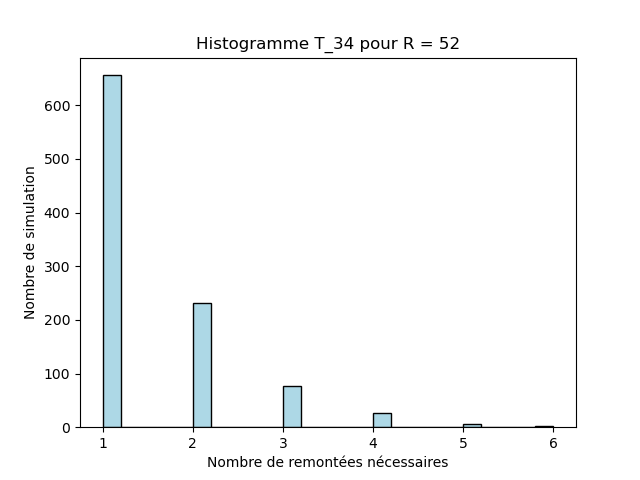 Histogramme T_34 pour R = 52
Nombre de simulation
600
500
400
300
200
100
0
1 2 3 4 5 6
Nombre de remontées nécessaires